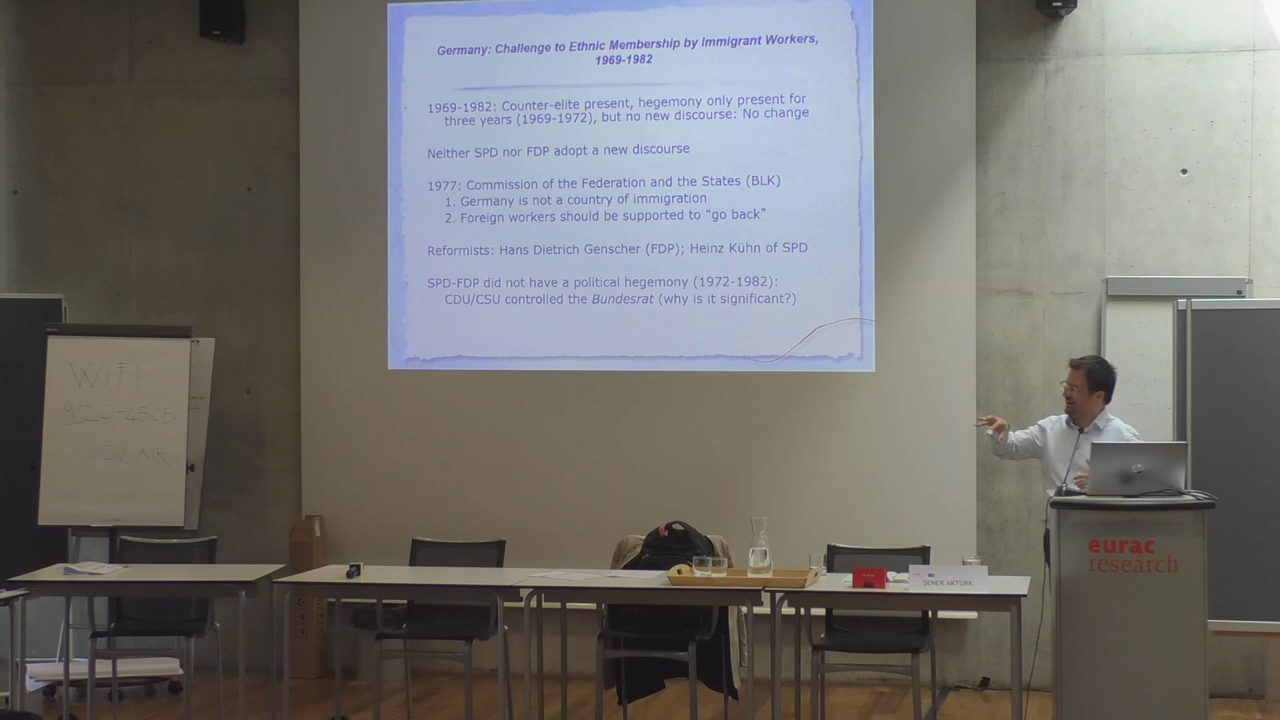 Germany: Challenge to Ethnic Membership by Immigrant Workers,
1969-1982
1969-1982: Counter-elite present, hegemony only present for
three years (1969-1972), but no new discourse: No change
Neither SPD nor FDP adopt a new discourse
1977: Commission of the Federation and the States (BLK)
1. Germany is not a country of immigration
2. Foreign workers should be supported to “go back”
Reformists: Hans Dietrich Genscher (FDP); Heinz Kühn of SPD
SPD-FDP did not have a political hegemony (1972-1982):
CDU/CSU controlled the Bundesrat (why is it significant?)
WIFI
eurac
research
SENER AKTÜRK